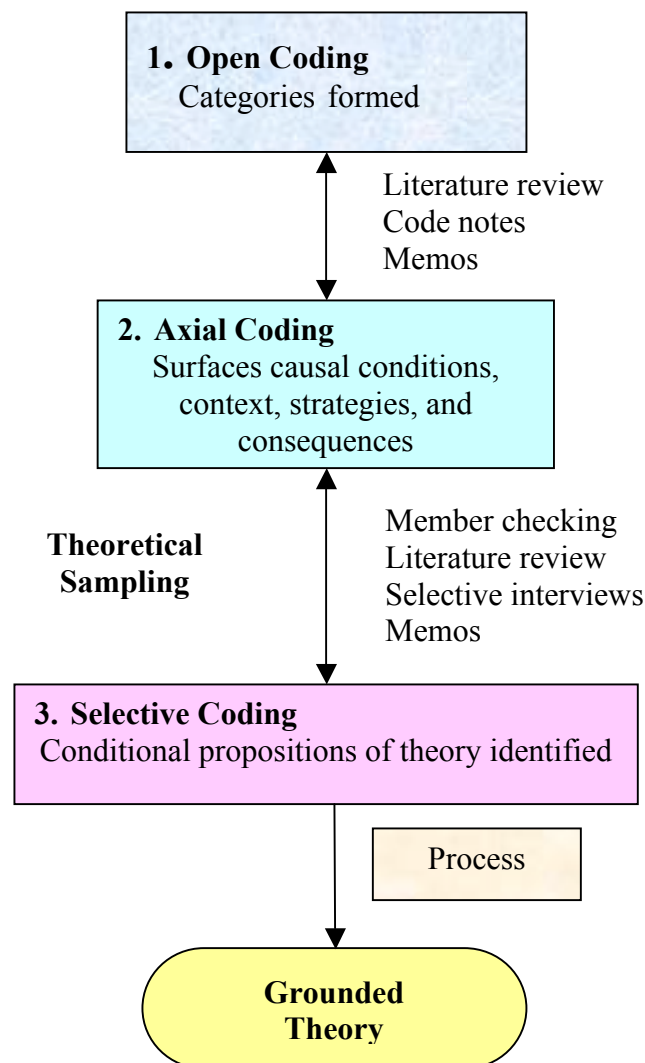 1. Open Coding
Categories formed
Literature review
Code notes
Memos
2. Axial Coding
Surfaces causal conditions,
context, strategies, and
consequences
Theoretical
Sampling
Member checking
Literature review
Selective interviews
Memos
3. Selective Coding
Conditional propositions of theory identified
Process
Grounded
Theory